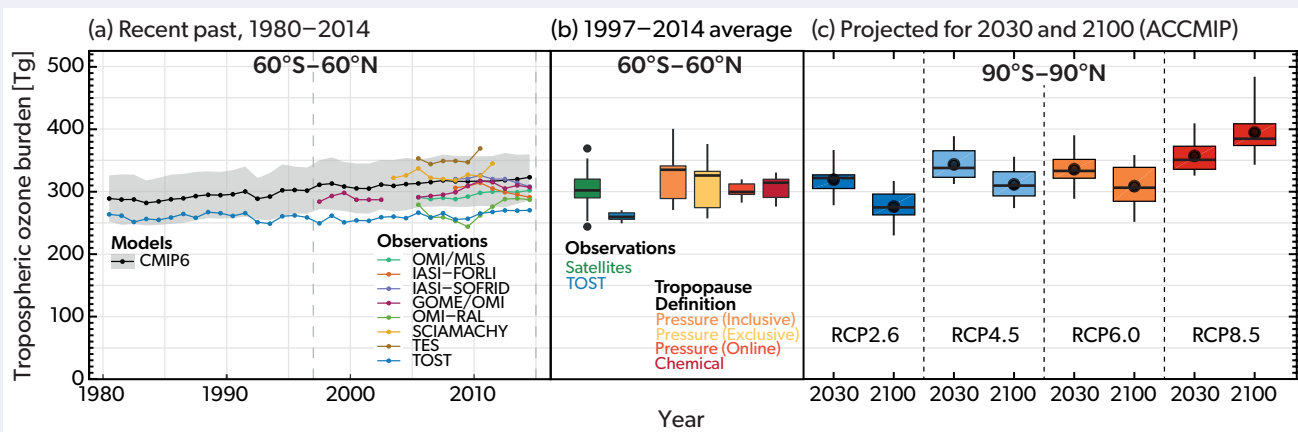 (a) Recent past, 1980–2014
(b) 1997–2014 average
(c) Projected for 2030 and 2100 (ACCMIP)
Tropospheric ozone burden [Tg]
500
400
300
200
100
0
60°S–60°N
Models
CMIP6
Observations
OMI/MLS
IASI–FORLI
IASI–SOFRID
GOME/OMI
OMI–RAL
SCIAMACHY
TES
TOST
1980
1990
2000
2010
60°S–60°N
Observations
Satellites
TOST
Tropopause
Definition
Pressure (Inclusive)
Pressure (Exclusive)
Pressure (Online)
Chemical
90°S–90°N
RCP2.6
RCP4.5
RCP6.0
RCP8.5
2030
2100
2030
2100
2030
2100
2030
2100
Year